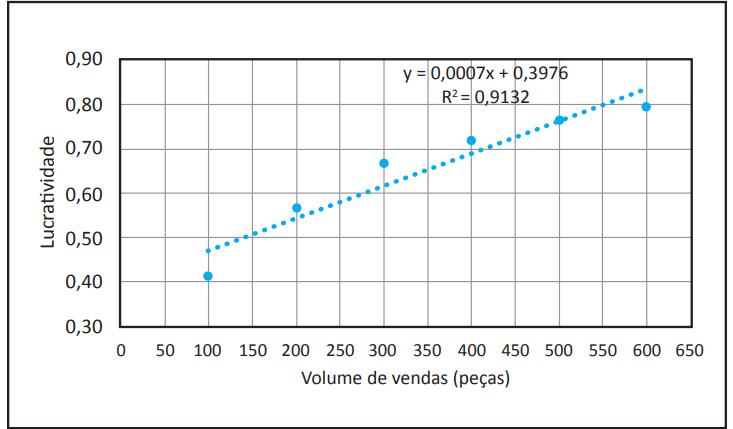 y = 0,0007x + 0,3976
R² = 0,9132
Lucratividade
0,90
0,80
0,70
0,60
0,50
0,40
0,30
0 50 100 150 200 250 300 350 400 450 500 550 600 650
Volume de vendas (peças)